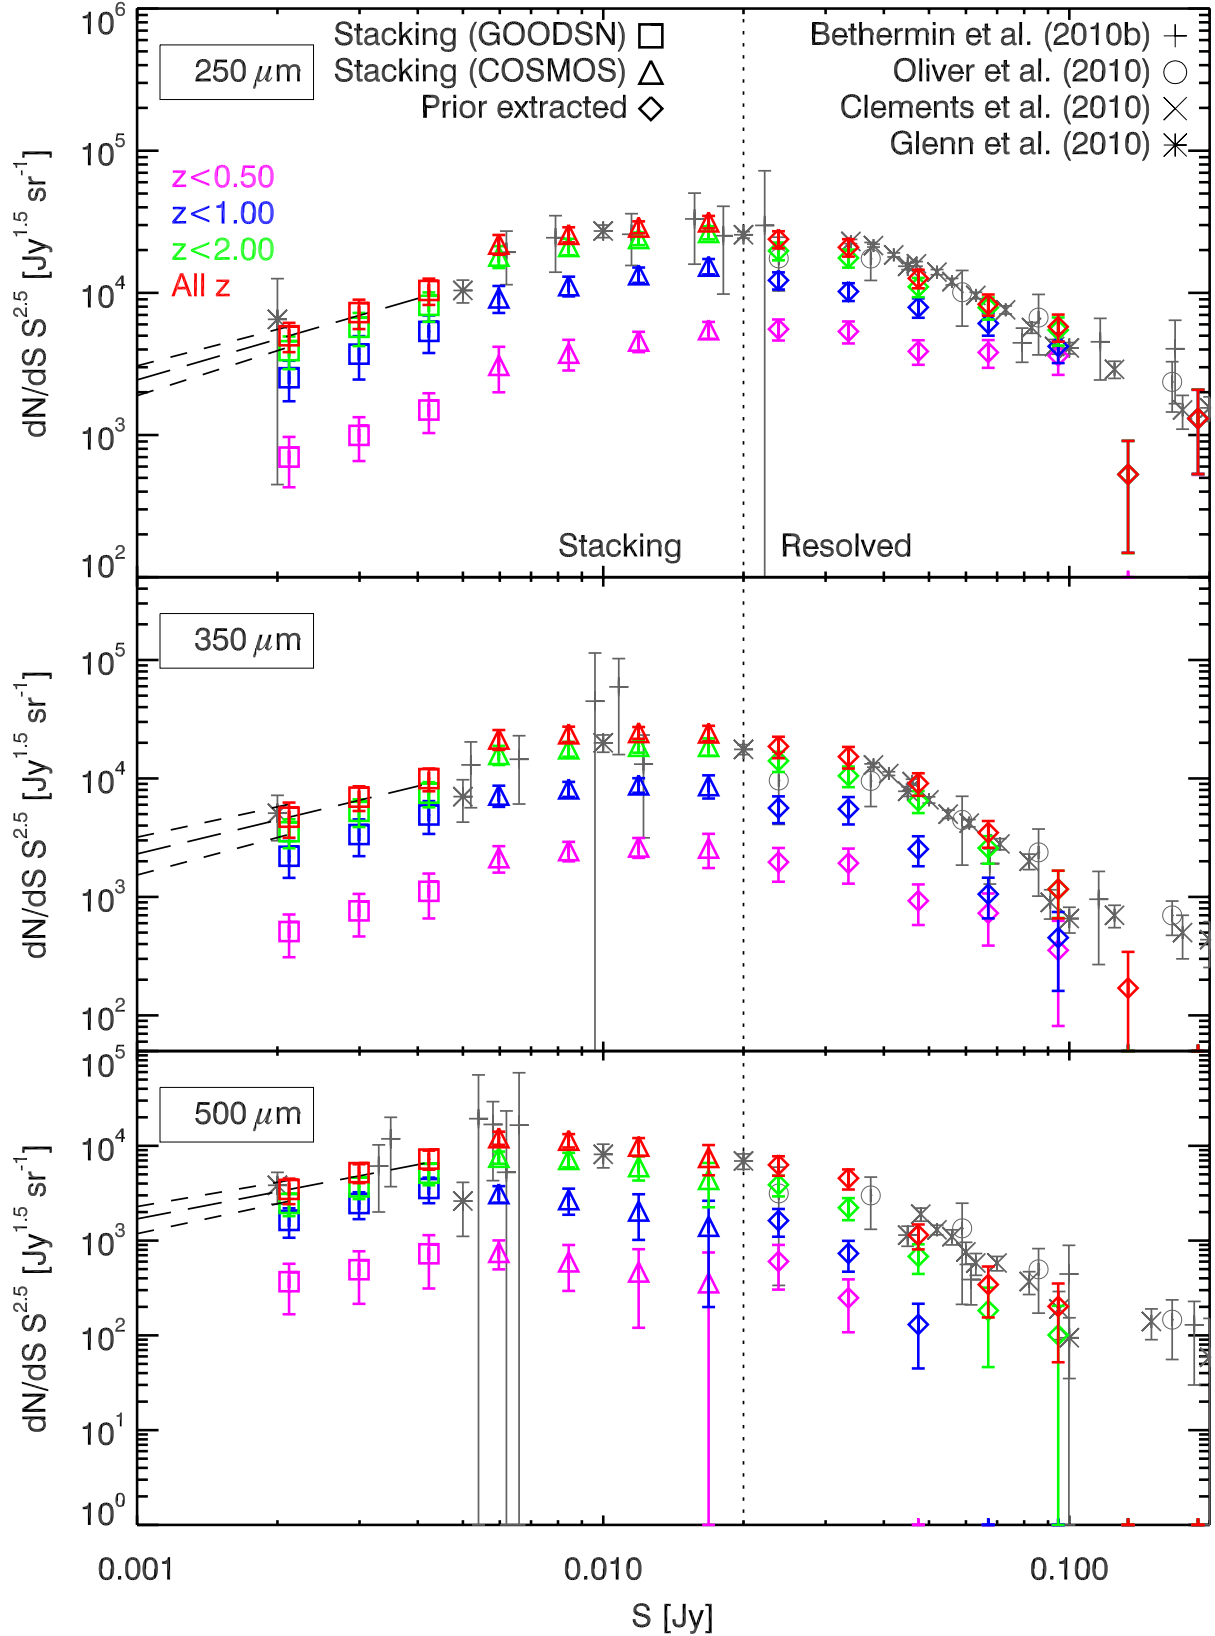 10^6
250 μm
Stacking (GOODSN)
Stacking (COSMOS)
Prior extracted
Bethermin et al. (2010b)
Oliver et al. (2010)
Clements et al. (2010)
Glenn et al. (2010)
z<0.50
z<1.00
z<2.00
All z
10^5
10^4
10^3
10^2
dN/dS S^2.5 [Jy^1.5 sr^-1]
Stacking
Resolved
350 μm
10^5
10^4
10^3
10^2
dN/dS S^2.5 [Jy^1.5 sr^-1]
10^5
500 μm
10^4
10^3
10^2
10^1
10^0
dN/dS S^2.5 [Jy^1.5 sr^-1]
0.001
0.010
0.100
S [Jy]